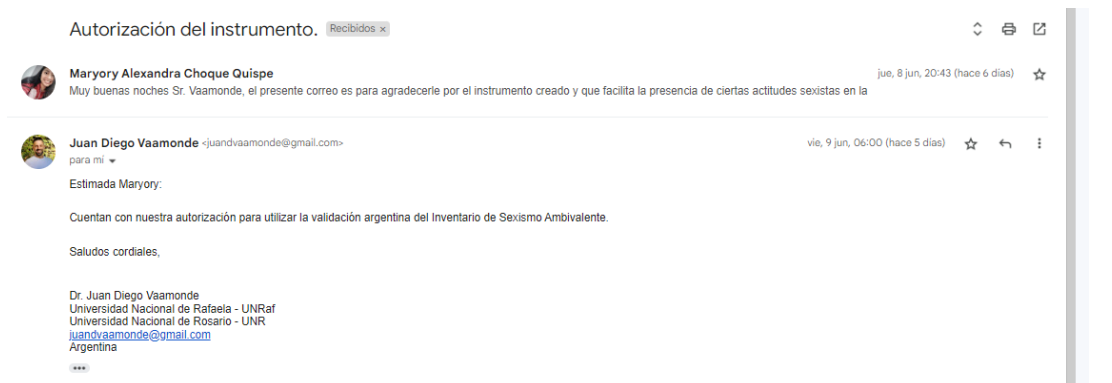 Autorización del instrumento. Recibidos ×
Maryory Alexandra Choque Quispe jue, 8 jun, 20:43 (hace 6 días)
Muy buenas noches Sr. Vaamonde, el presente correo es para agradecerle por el instrumento creado y que facilita la presencia de ciertas actitudes sexistas en la
Juan Diego Vaamonde <juandvaamonde@gmail.com> vie, 9 jun, 06:00 (hace 5 días)
para mí
Estimada Maryory:
Cuentan con nuestra autorización para utilizar la validación argentina del Inventario de Sexismo Ambivalente.
Saludos cordiales,
Dr. Juan Diego Vaamonde
Universidad Nacional de Rafaela - UNRaf
Universidad Nacional de Rosario - UNR
juandvaamonde@gmail.com
Argentina